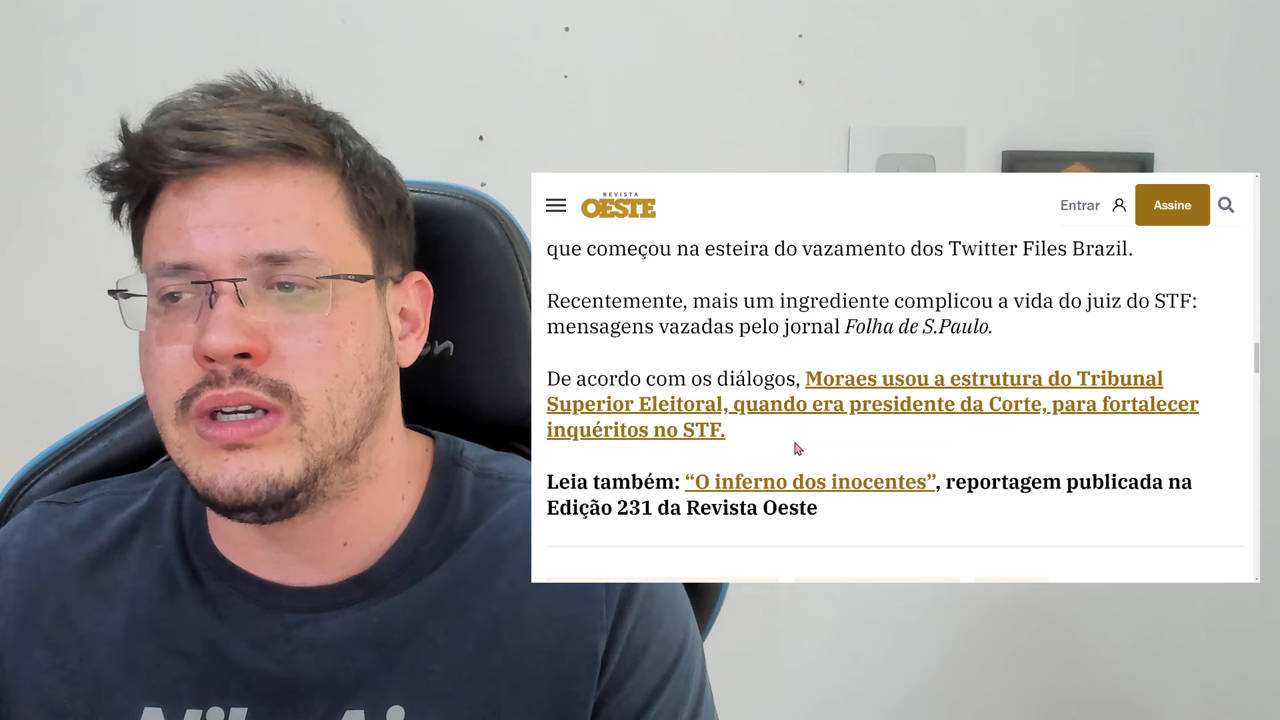 REVISTA
OESTE
Entrar
Assine
que começou na esteira do vazamento dos Twitter Files Brazil.
Recentemente, mais um ingrediente complicou a vida do juiz do STF:
mensagens vazadas pelo jornal Folha de S.Paulo.
De acordo com os diálogos, Moraes usou a estrutura do Tribunal
Superior Eleitoral, quando era presidente da Corte, para fortalecer
inquéritos no STF.
Leia também: “O inferno dos inocentes”, reportagem publicada na
Edição 231 da Revista Oeste